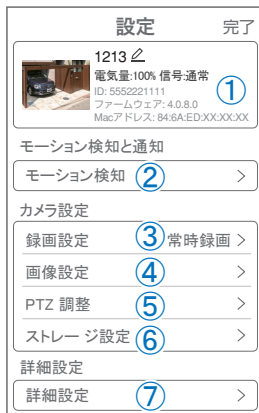 設定 完了
1213
電気量:100% 信号:通常
ID: 5552221111
ファームウェア: 4.0.8.0
Macアドレス: 84:6A:ED:XX:XX:XX
①
モーション検知と通知
モーション検知 ② >
カメラ設定
録画設定 ③ 常時録画 >
画像設定 ④ >
PTZ 調整 ⑤ >
ストレージ設定 ⑥ >
詳細設定
詳細設定 ⑦ >